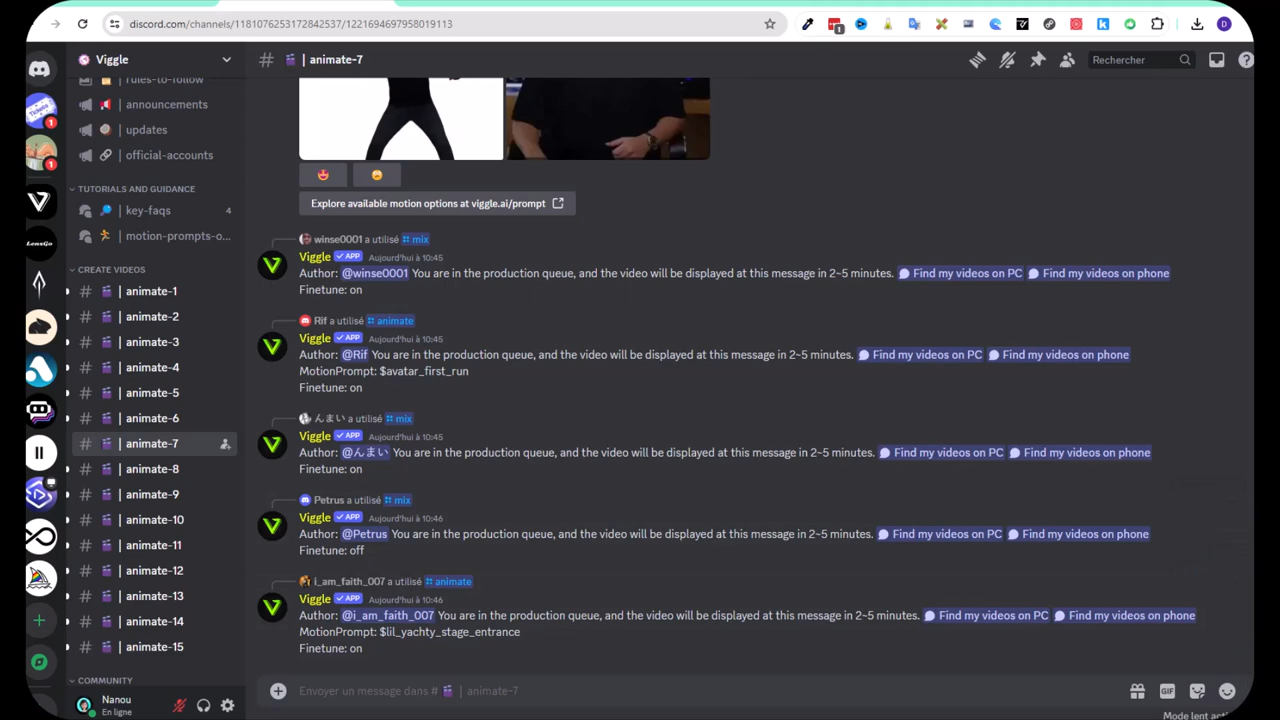 discord.com/channels/1181076253172842537/1221694697958019113
1
D
Viggle
| animate-7
Rechercher
rules-to-follow
| announcements
| updates
| official-accounts
TUTORIALS AND GUIDANCE
| key-faqs 4
| motion-prompts-o...
CREATE VIDEOS
| animate-1
| animate-2
| animate-3
| animate-4
| animate-5
| animate-6
| animate-7
| animate-8
| animate-9
| animate-10
| animate-11
| animate-12
| animate-13
| animate-14
| animate-15
COMMUNITY
Nanou
En ligne
Tickets
1
1
LensGo
Explore available motion options at viggle.ai/prompt
winse0001 a utilisé mix
Viggle APP Aujourd'hui à 10:45
Author: @winse0001 You are in the production queue, and the video will be displayed at this message in 2~5 minutes. Find my videos on PC Find my videos on phone
Finetune: on
Rif a utilisé animate
Viggle APP Aujourd'hui à 10:45
Author: @Rif You are in the production queue, and the video will be displayed at this message in 2~5 minutes. Find my videos on PC Find my videos on phone
MotionPrompt: $avatar_first_run
Finetune: on
んまい a utilisé mix
Viggle APP Aujourd'hui à 10:45
Author: @んまい You are in the production queue, and the video will be displayed at this message in 2~5 minutes. Find my videos on PC Find my videos on phone
Finetune: on
Petrus a utilisé mix
Viggle APP Aujourd'hui à 10:46
Author: @Petrus You are in the production queue, and the video will be displayed at this message in 2~5 minutes. Find my videos on PC Find my videos on phone
Finetune: off
i_am_faith_007 a utilisé animate
Viggle APP Aujourd'hui à 10:46
Author: @i_am_faith_007 You are in the production queue, and the video will be displayed at this message in 2~5 minutes. Find my videos on PC Find my videos on phone
MotionPrompt: $lil_yachty_stage_entrance
Finetune: on
Envoyer un message dans # | animate-7
GIF
Mode lent